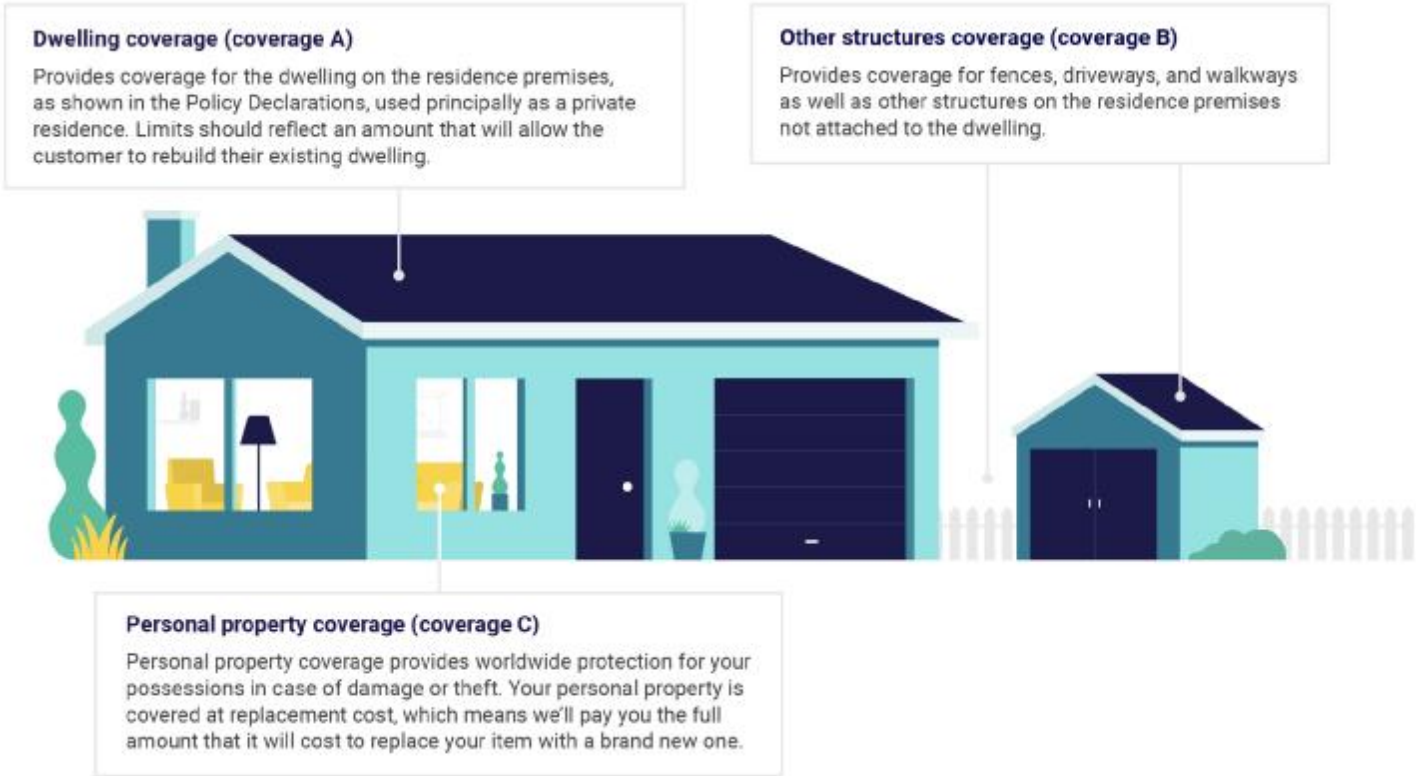 Dwelling coverage (coverage A)
Provides coverage for the dwelling on the residence premises,
as shown in the Policy Declarations, used principally as a private
residence. Limits should reflect an amount that will allow the
customer to rebuild their existing dwelling.
Other structures coverage (coverage B)
Provides coverage for fences, driveways, and walkways
as well as other structures on the residence premises
not attached to the dwelling.
Personal property coverage (coverage C)
Personal property coverage provides worldwide protection for your
possessions in case of damage or theft. Your personal property is
covered at replacement cost, which means we'll pay you the full
amount that it will cost to replace your item with a brand new one.